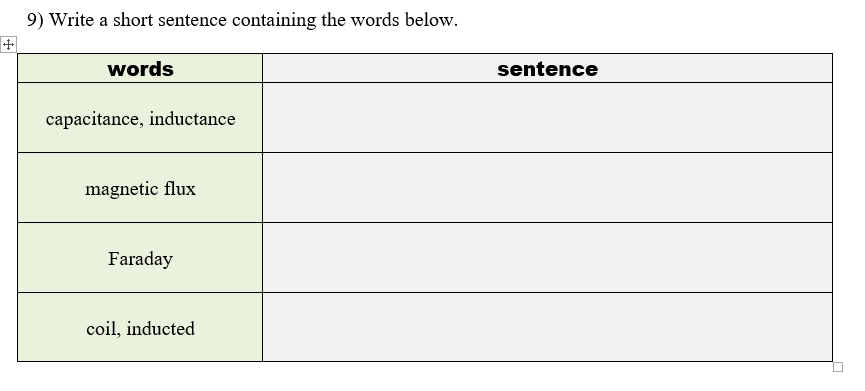 9) Write a short sentence containing the words below.
words sentence
capacitance, inductance
magnetic flux
Faraday
coil, inducted